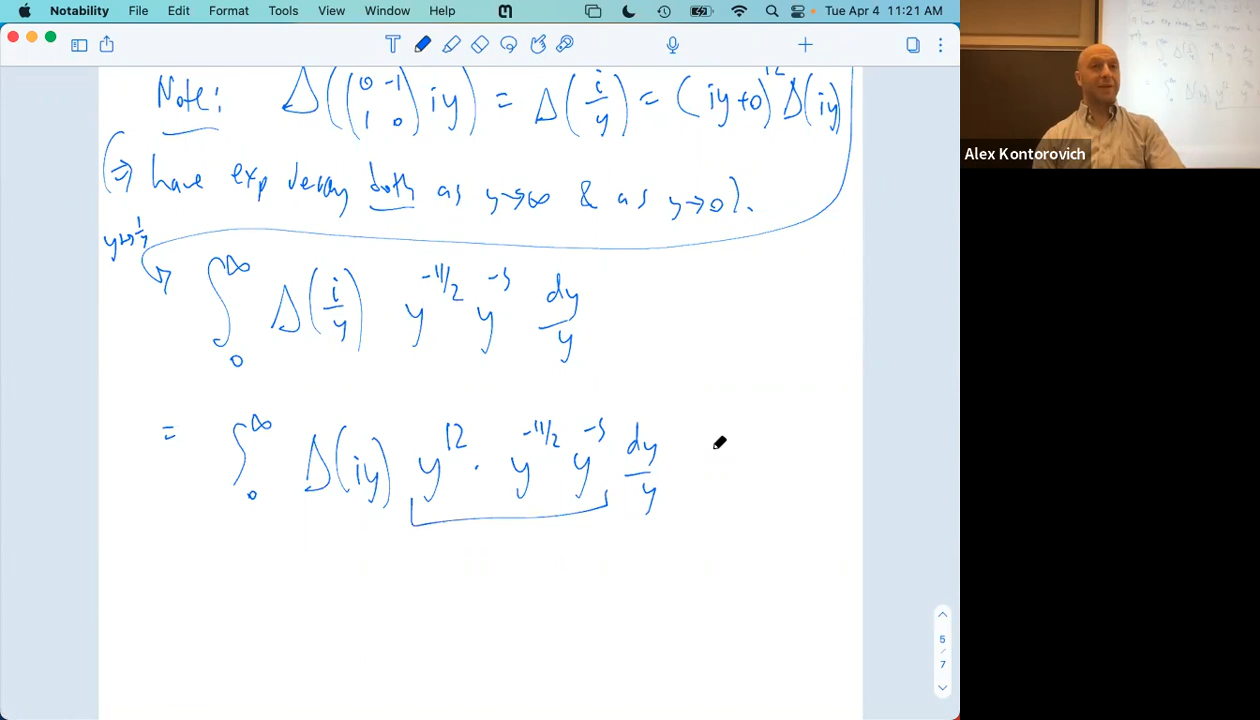 Notability File Edit Format Tools View Window Help Tue Apr 4 11:21 AM
Note: Δ((0 -1 / 1 0) iy) = Δ(i/y) = (iy+0)^12 Δ(iy)
(⇒ have exp decay both as y→∞ & as y→0).
y↦1/y
∫_0^∞ Δ(i/y) y^{-11/2} y^{-s} dy/y
= ∫_0^∞ Δ(iy) y^12 · y^{-11/2} y^{-s} dy/y
Alex Kontorovich
5
/
7